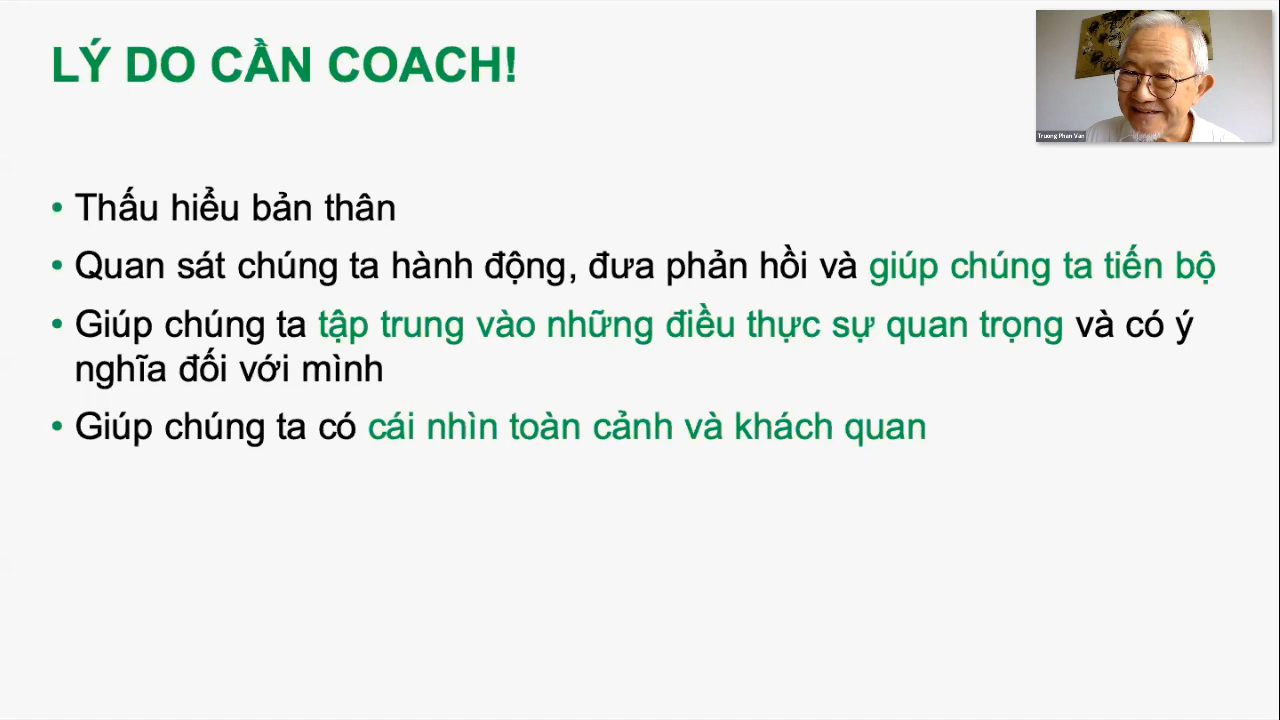 LÝ DO CẦN COACH!
Truong Phan Van
• Thấu hiểu bản thân
• Quan sát chúng ta hành động, đưa phản hồi và giúp chúng ta tiến bộ
• Giúp chúng ta tập trung vào những điều thực sự quan trọng và có ý
nghĩa đối với mình
• Giúp chúng ta có cái nhìn toàn cảnh và khách quan